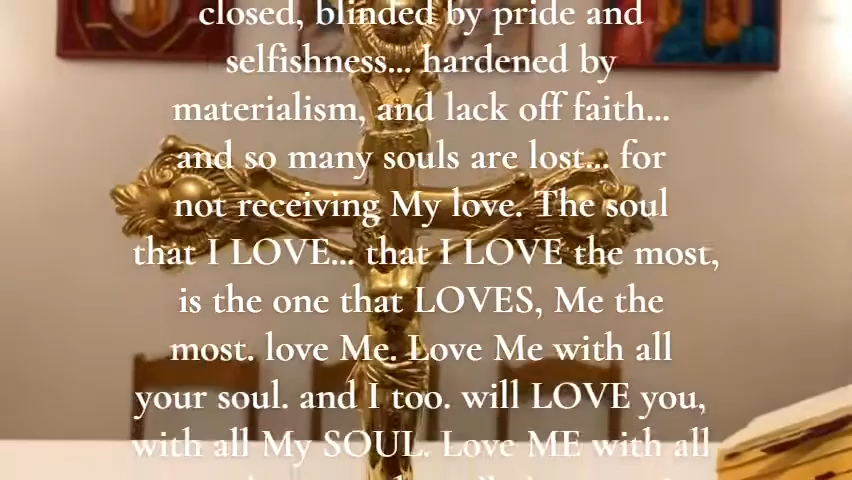 closed, blinded by pride and
selfishness... hardened by
materialism, and lack off faith...
and so many souls are lost... for
not receiving My love. The soul
that I LOVE... that I LOVE the most,
is the one that LOVES, Me the
most. love Me. Love Me with all
your soul. and I too. will LOVE you,
with all My SOUL. Love ME with all